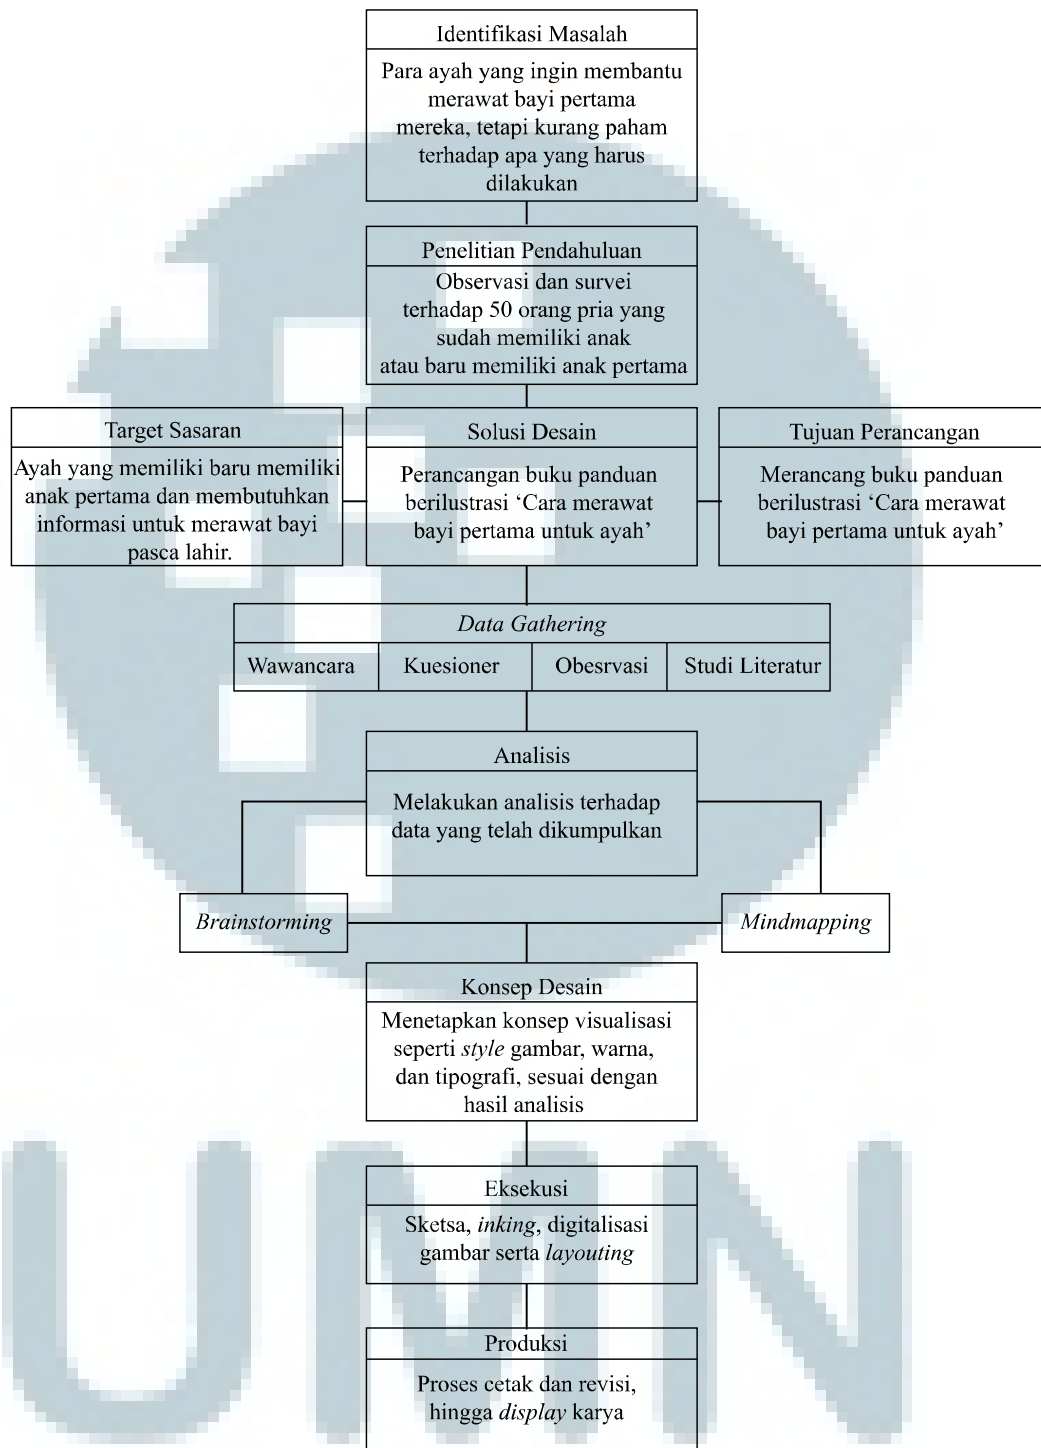 Identifikasi Masalah
Para ayah yang ingin membantu
merawat bayi pertama
mereka, tetapi kurang paham
terhadap apa yang harus
dilakukan
Penelitian Pendahuluan
Observasi dan survei
terhadap 50 orang pria yang
sudah memiliki anak
atau baru memiliki anak pertama
Target Sasaran
Ayah yang memiliki baru memiliki
anak pertama dan membutuhkan
informasi untuk merawat bayi
pasca lahir.
Solusi Desain
Perancangan buku panduan
berilustrasi ‘Cara merawat
bayi pertama untuk ayah’
Tujuan Perancangan
Merancang buku panduan
berilustrasi ‘Cara merawat
bayi pertama untuk ayah’
Data Gathering
Wawancara
Kuesioner
Obesrvasi
Studi Literatur
Analisis
Melakukan analisis terhadap
data yang telah dikumpulkan
Brainstorming
Mindmapping
Konsep Desain
Menetapkan konsep visualisasi
seperti style gambar, warna,
dan tipografi, sesuai dengan
hasil analisis
Eksekusi
Sketsa, inking, digitalisasi
gambar serta layouting
Produksi
Proses cetak dan revisi,
hingga display karya
UMN